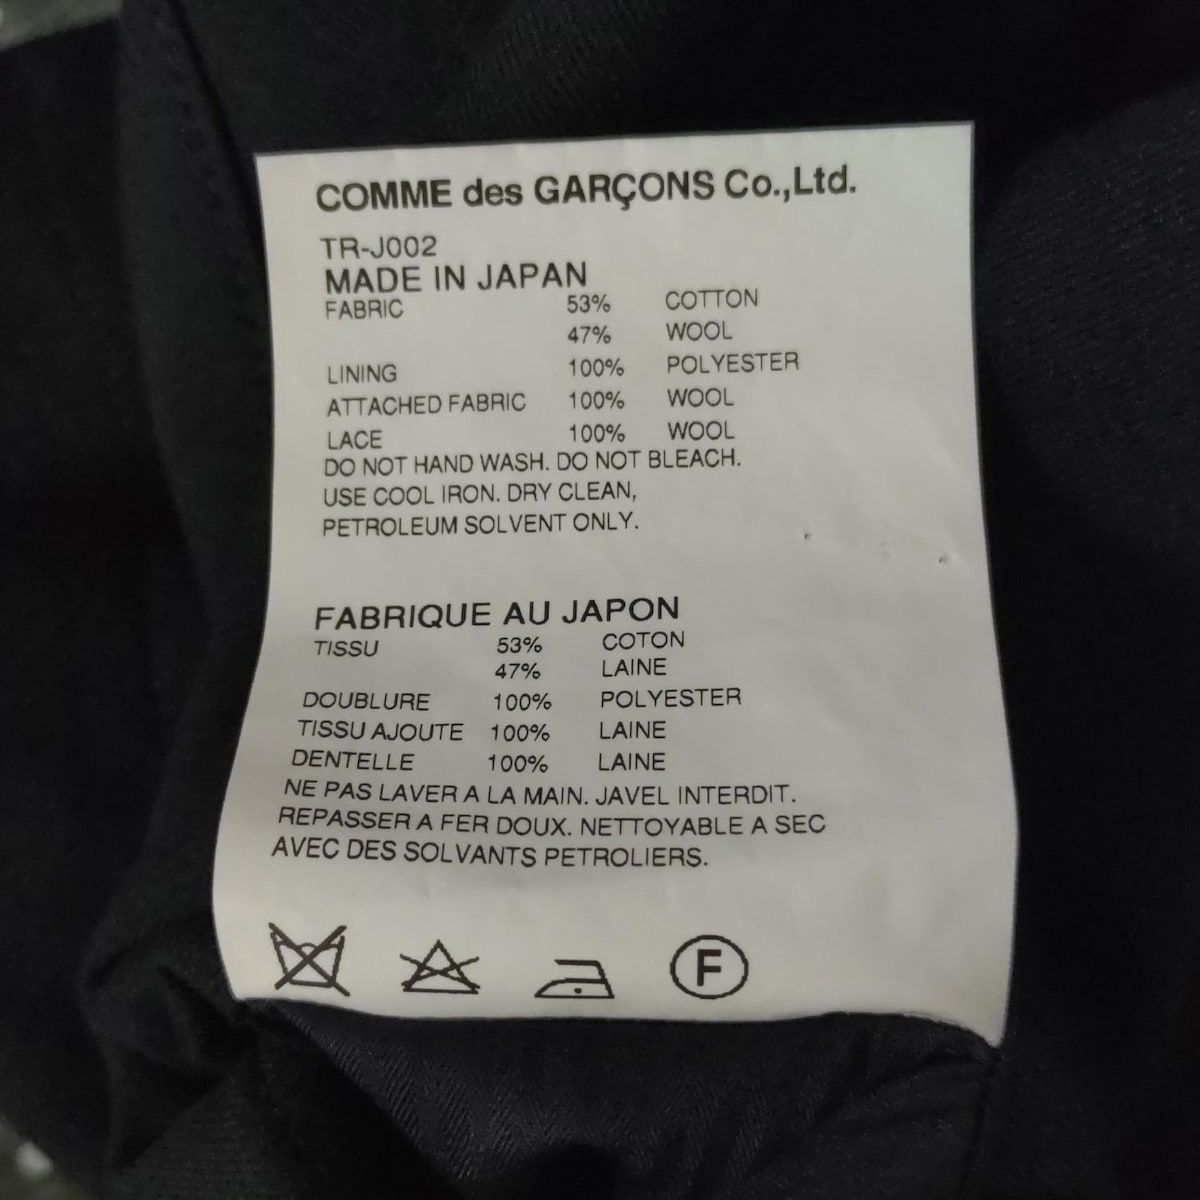 COMME des GARÇONS Co.,Ltd.
TR-J002
MADE IN JAPAN
FABRIC 53% COTTON
47% WOOL
LINING 100% POLYESTER
ATTACHED FABRIC 100% WOOL
LACE 100% WOOL
DO NOT HAND WASH. DO NOT BLEACH.
USE COOL IRON. DRY CLEAN,
PETROLEUM SOLVENT ONLY.
FABRIQUE AU JAPON
TISSU 53% COTON
47% LAINE
DOUBLURE 100% POLYESTER
TISSU AJOUTE 100% LAINE
DENTELLE 100% LAINE
NE PAS LAVER A LA MAIN. JAVEL INTERDIT.
REPASSER A FER DOUX. NETTOYABLE A SEC
AVEC DES SOLVANTS PETROLIERS.
F